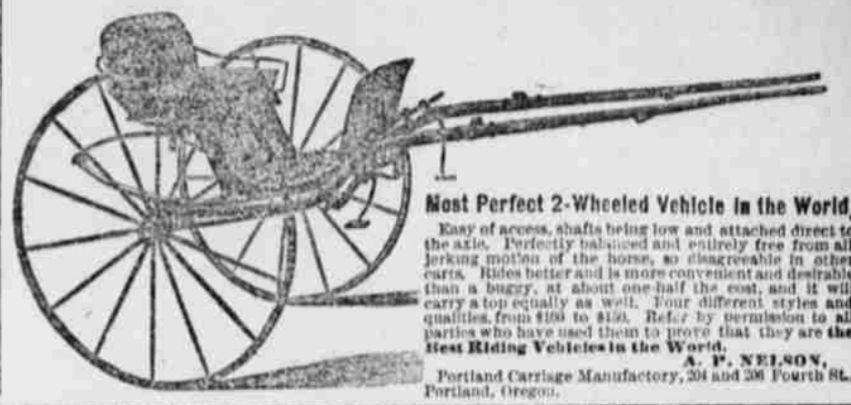 Most Perfect 2-Wheeled Vehicle in the World,
Easy of access, shafts being low and attached direct to
the axle. Perfectly balanced and entirely free from all
jerking motion of the horse, so disagreeable in other
carts. Rides better and is more convenient and desirable
than a buggy, at about one-half the cost, and it will
carry a top equally as well. Four different styles and
qualities, from $100 to $150. Refer by permission to all
parties who have used them to prove that they are the
Best Riding Vehicles in the World.
A. P. NELSON,
Portland Carriage Manufactory, 204 and 206 Fourth St.,
Portland, Oregon.